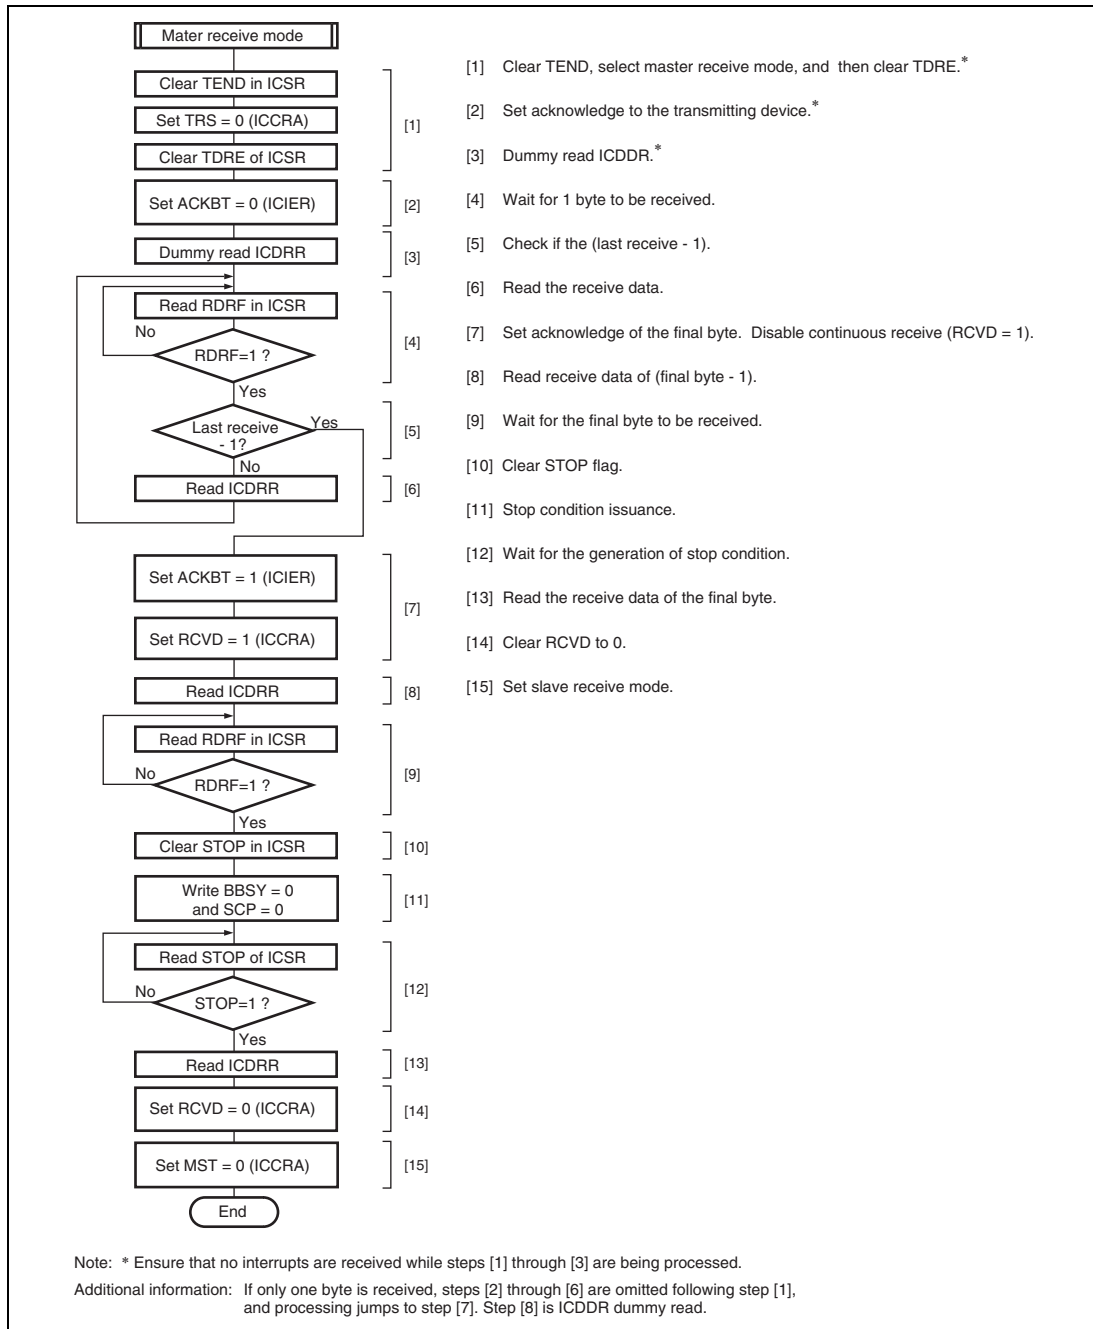 Mater receive mode
Clear TEND in ICSR
Set TRS = 0 (ICCRA)
[1]
Clear TDRE of ICSR
Set ACKBT = 0 (ICIER)
[2]
Dummy read ICDRR
[3]
Read RDRF in ICSR
No
RDRF=1 ?
[4]
Yes
Last receive
- 1?
Yes
[5]
No
Read ICDRR
[6]
Set ACKBT = 1 (ICIER)
[7]
Set RCVD = 1 (ICCRA)
Read ICDRR
[8]
Read RDRF in ICSR
No
RDRF=1 ?
[9]
Yes
Clear STOP in ICSR
[10]
Write BBSY = 0
and SCP = 0
[11]
Read STOP of ICSR
No
STOP=1 ?
[12]
Yes
Read ICDRR
[13]
Set RCVD = 0 (ICCRA)
[14]
Set MST = 0 (ICCRA)
[15]
End
[1] Clear TEND, select master receive mode, and then clear TDRE.*
[2] Set acknowledge to the transmitting device.*
[3] Dummy read ICDDR.*
[4] Wait for 1 byte to be received.
[5] Check if the (last receive - 1).
[6] Read the receive data.
[7] Set acknowledge of the final byte. Disable continuous receive (RCVD = 1).
[8] Read receive data of (final byte - 1).
[9] Wait for the final byte to be received.
[10] Clear STOP flag.
[11] Stop condition issuance.
[12] Wait for the generation of stop condition.
[13] Read the receive data of the final byte.
[14] Clear RCVD to 0.
[15] Set slave receive mode.
Note: * Ensure that no interrupts are received while steps [1] through [3] are being processed.
Additional information: If only one byte is received, steps [2] through [6] are omitted following step [1],
and processing jumps to step [7]. Step [8] is ICDDR dummy read.